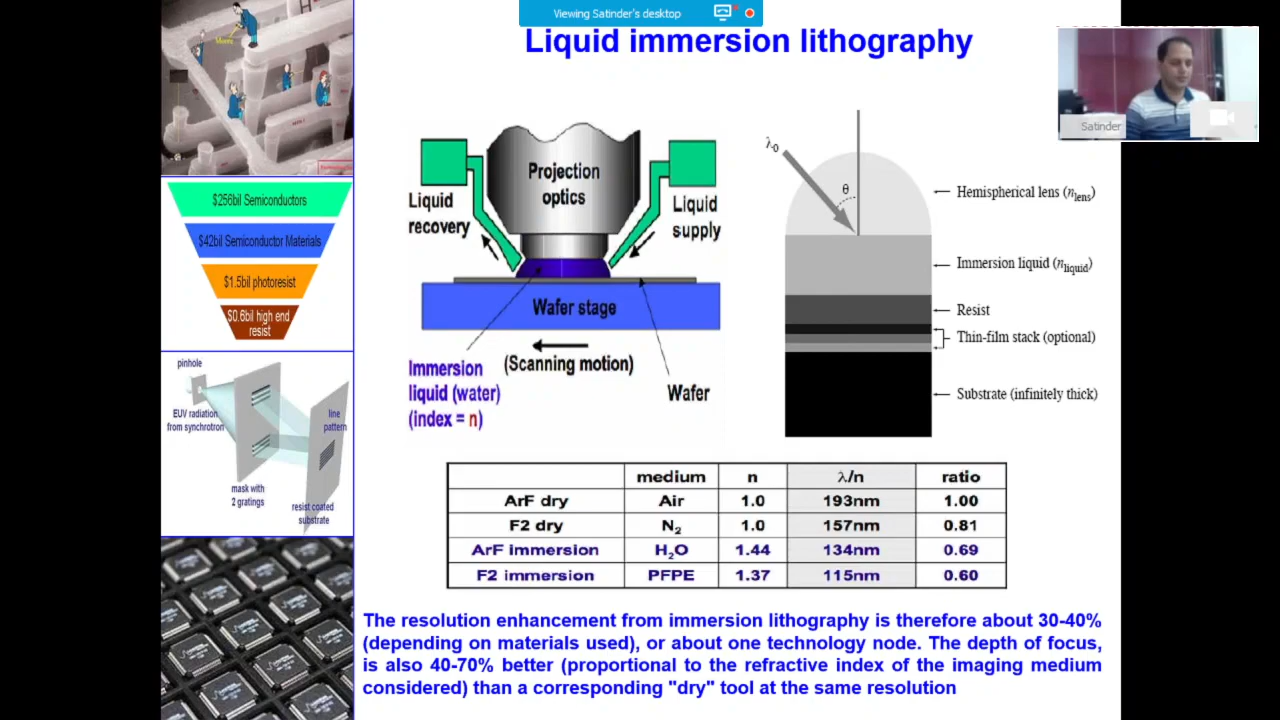 Viewing Satinder's desktop
Liquid immersion lithography
Satinder
$256bil Semiconductors
$42bil Semiconductor Materials
$1.5bil photoresist
$0.6bil high end
resist
pinhole
EUV radiation
from synchrotron
line
pattern
mask with
2 gratings
resist coated
substrate
Projection
optics
Liquid
recovery
Liquid
supply
Wafer stage
(Scanning motion)
Immersion
liquid (water)
(index = n)
Wafer
λ0
θ
Hemispherical lens (nlens)
Immersion liquid (nliquid)
Resist
Thin-film stack (optional)
Substrate (infinitely thick)
medium n λ/n ratio
ArF dry Air 1.0 193nm 1.00
F2 dry N2 1.0 157nm 0.81
ArF immersion H2O 1.44 134nm 0.69
F2 immersion PFPE 1.37 115nm 0.60
The resolution enhancement from immersion lithography is therefore about 30-40%
(depending on materials used), or about one technology node. The depth of focus,
is also 40-70% better (proportional to the refractive index of the imaging medium
considered) than a corresponding "dry" tool at the same resolution